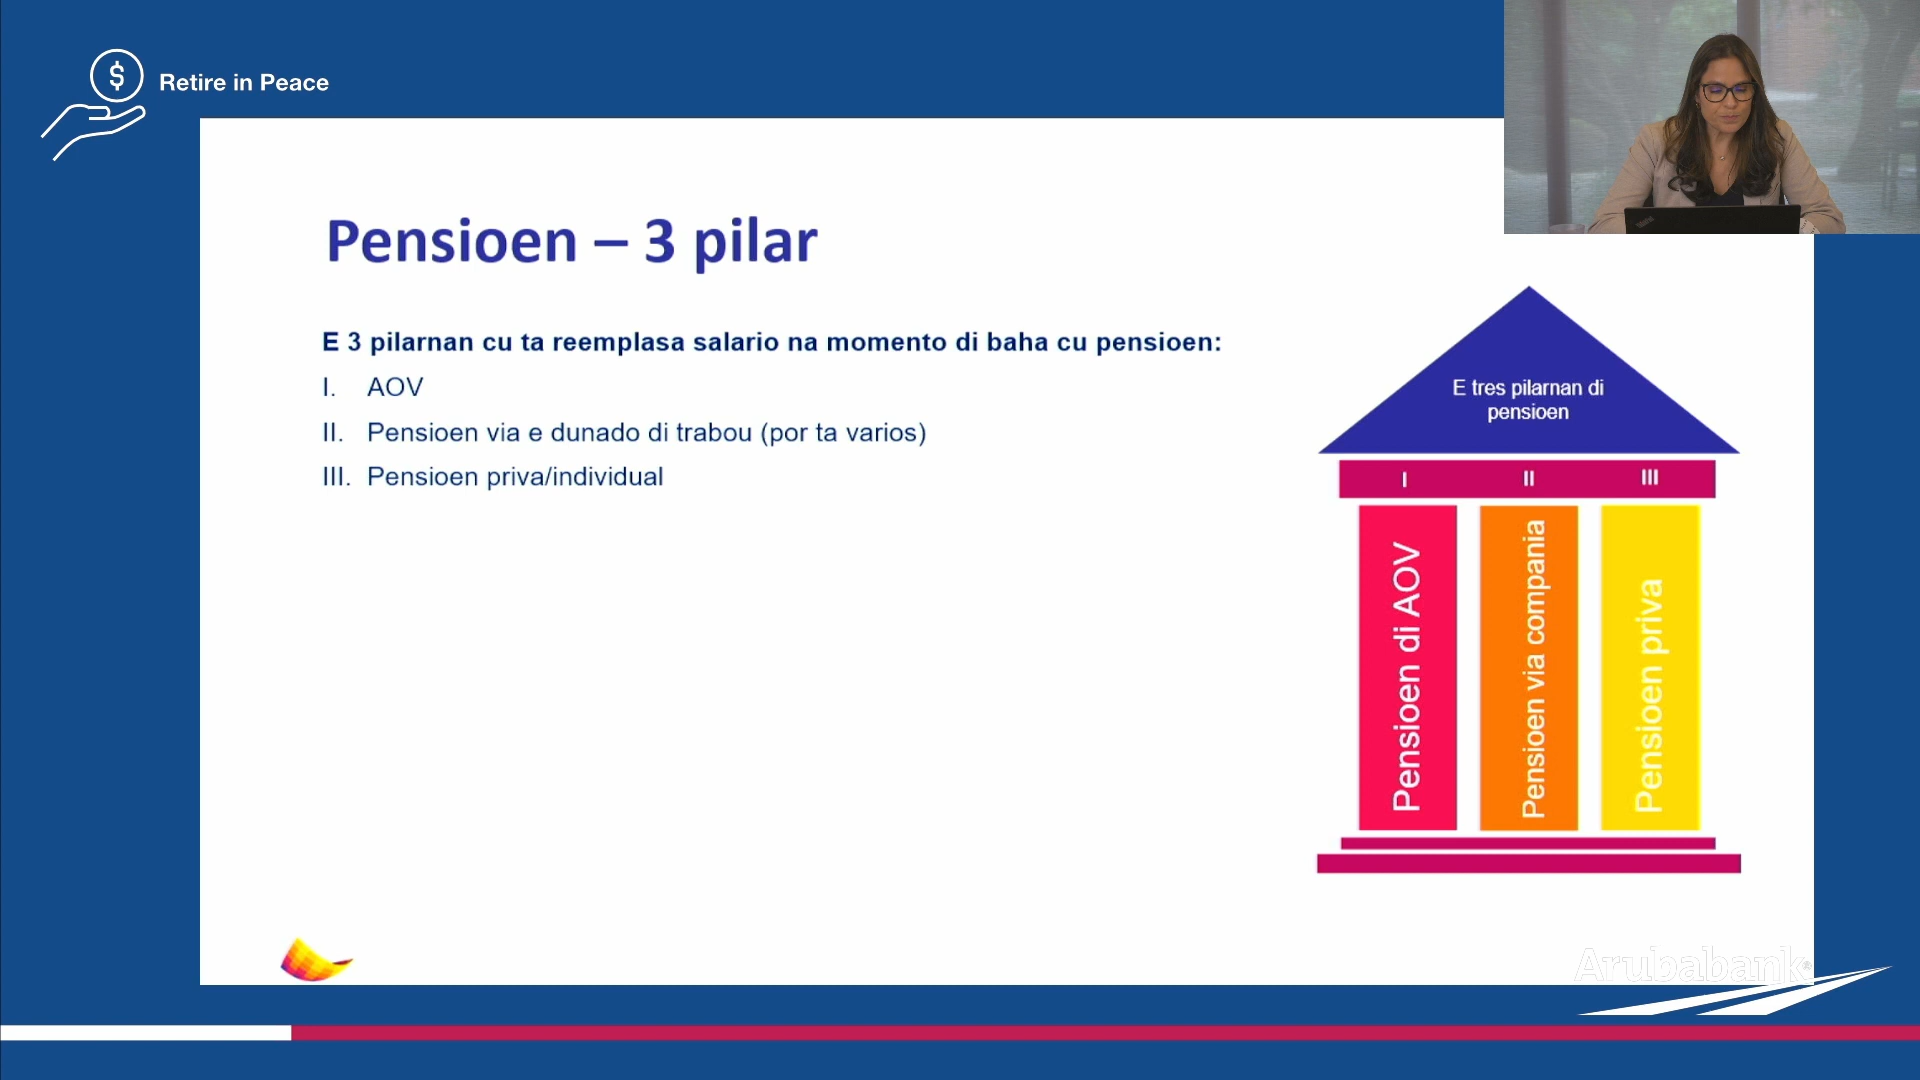 Retire in Peace
Pensioen – 3 pilar
E 3 pilarnan cu ta reemplasa salario na momento di baha cu pensioen:
I. AOV
II. Pensioen via e dunado di trabou (por ta varios)
III. Pensioen priva/individual
E tres pilarnan di
pensioen
I II III
Pensioen di AOV
Pensioen via compania
Pensioen priva
Arubabank®